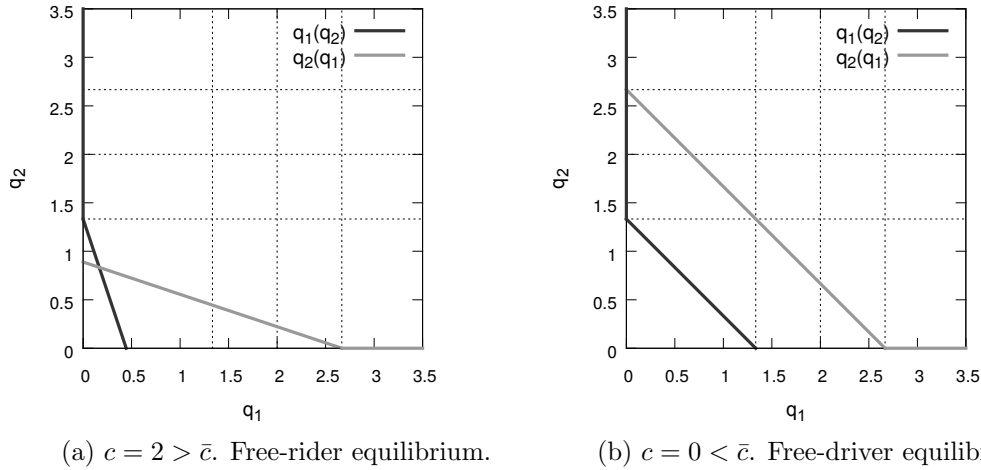 3.5
3
2.5
2
1.5
1
0.5
0
q2
q1(q2)
q2(q1)
0 0.5 1 1.5 2 2.5 3 3.5
q1
(a) c = 2 > c̄. Free-rider equilibrium.
3.5
3
2.5
2
1.5
1
0.5
0
q2
q1(q2)
q2(q1)
0 0.5 1 1.5 2 2.5 3 3.5
q1
(b) c = 0 < c̄. Free-driver equilib